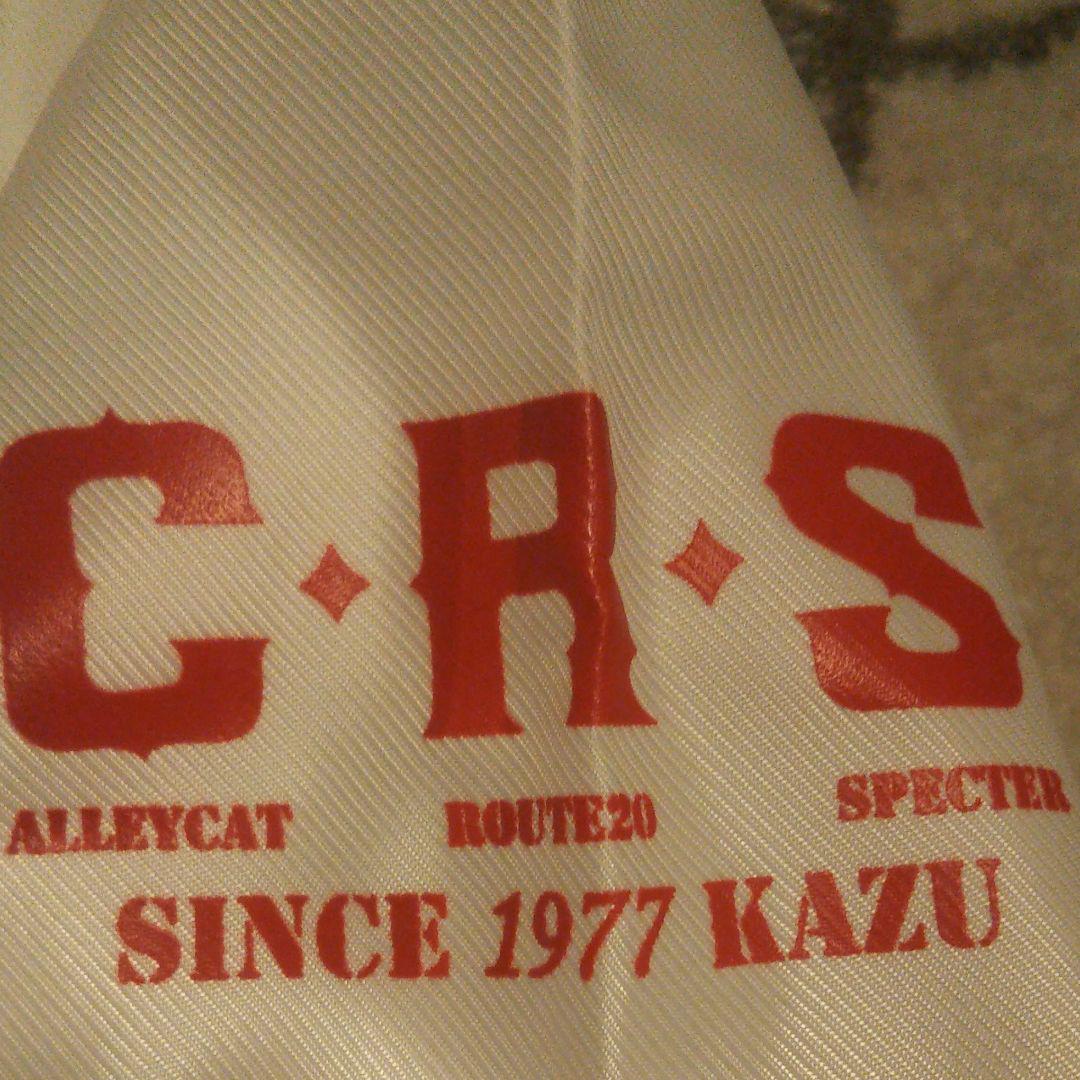 C·R·S
ALLEYCAT ROUTE20 SPECTER
SINCE 1977 KAZU